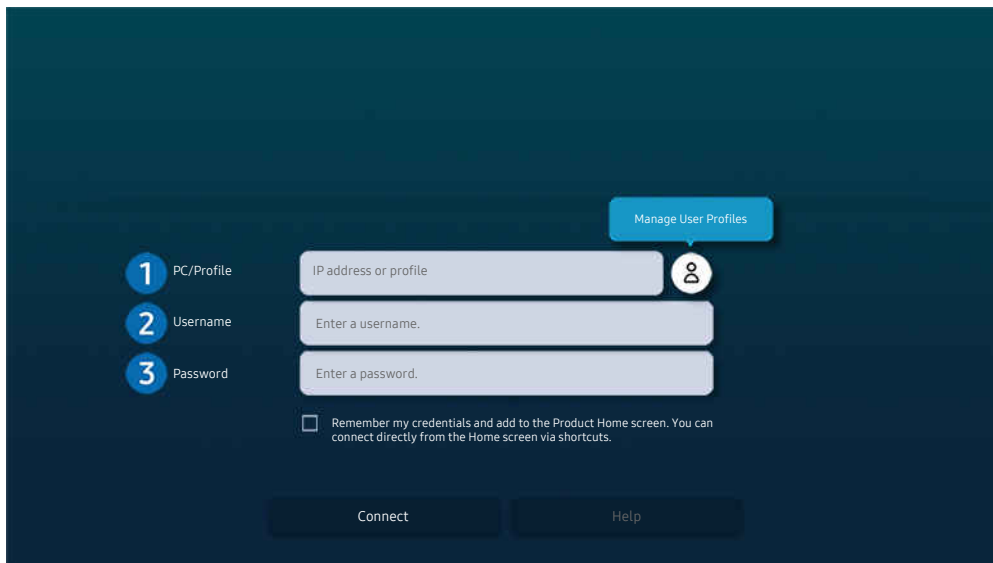 Manage User Profiles
1 PC/Profile IP address or profile
2 Username Enter a username.
3 Password Enter a password.
Remember my credentials and add to the Product Home screen. You can
connect directly from the Home screen via shortcuts.
Connect Help